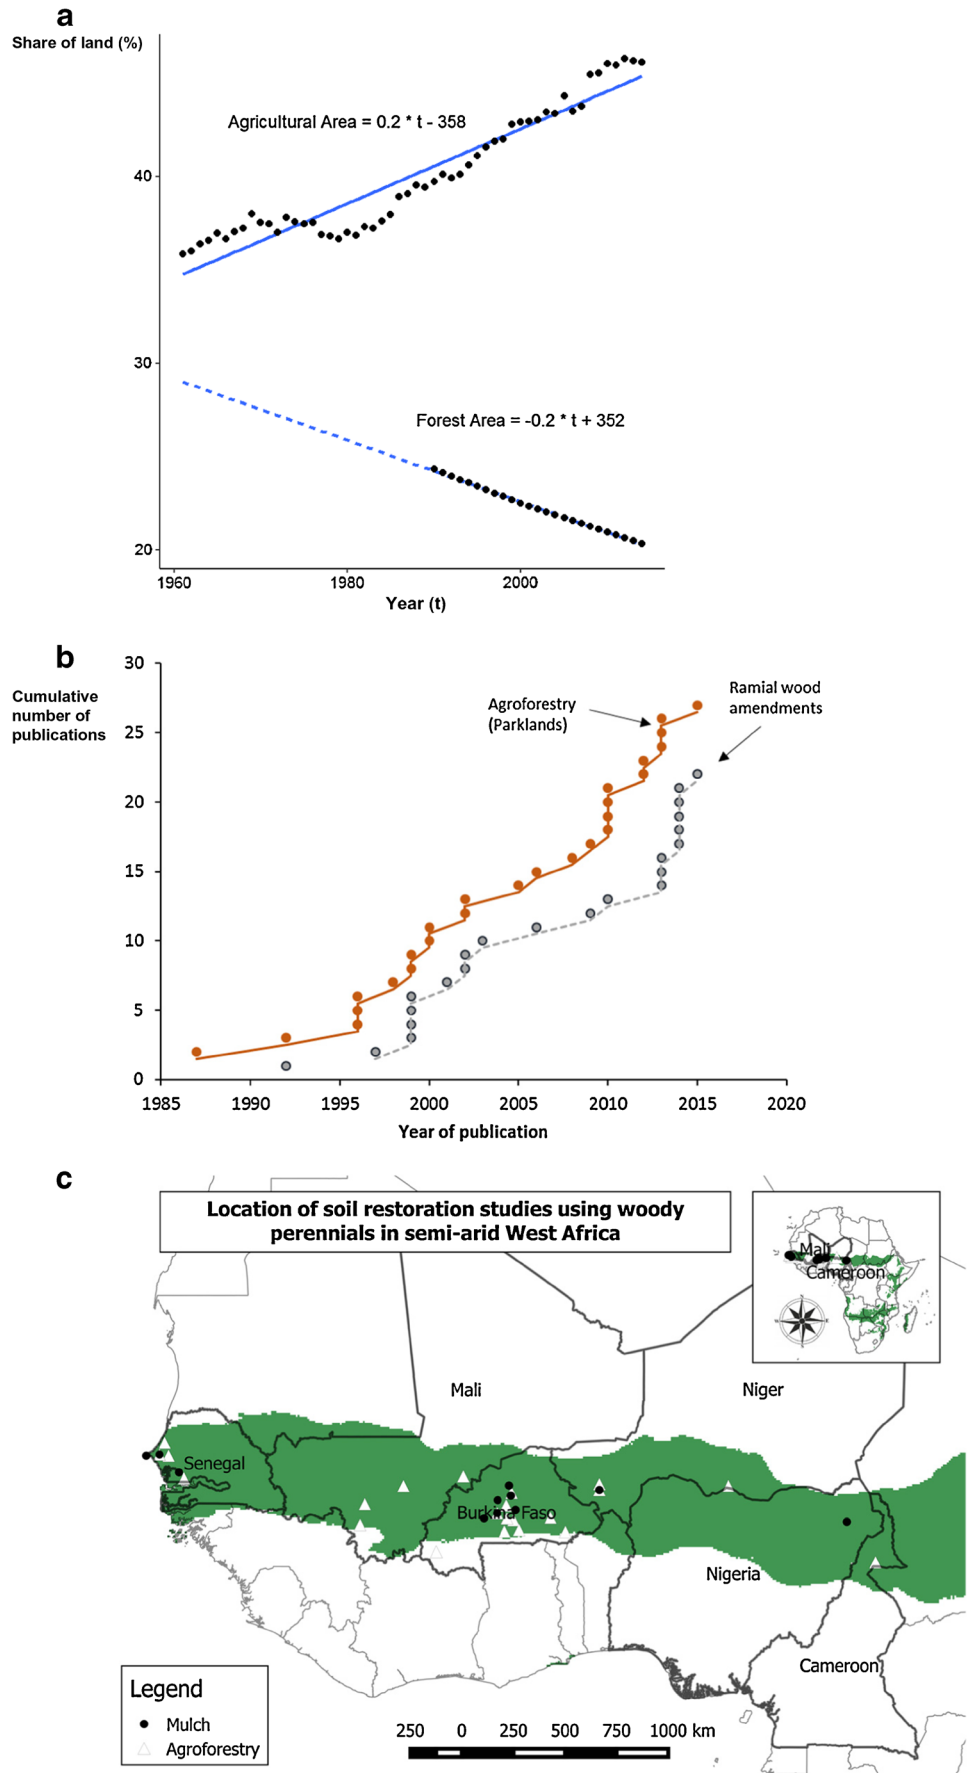 a
Share of land (%)
Agricultural Area = 0.2 * t - 358
40
30
Forest Area = -0.2 * t + 352
20
1960 1980 2000
Year (t)
b
30
Cumulative
number of
publications
Agroforestry
(Parklands)
Ramial wood
amendments
25
20
15
10
5
0
1985 1990 1995 2000 2005 2010 2015 2020
Year of publication
c
Location of soil restoration studies using woody
perennials in semi-arid West Africa
Mali
Cameroon
Mali
Niger
Senegal
Burkina Faso
Nigeria
Cameroon
Legend
Mulch
Agroforestry
250 0 250 500 750 1000 km